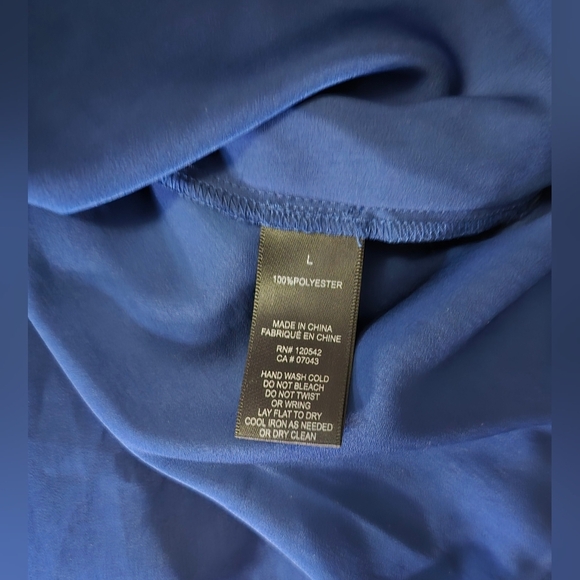 L
100%POLYESTER
MADE IN CHINA
FABRIQUÉ EN CHINE
RN# 120542
CA # 07043
HAND WASH COLD
DO NOT BLEACH
DO NOT TWIST
OR WRING
LAY FLAT TO DRY
COOL IRON AS NEEDED
OR DRY CLEAN